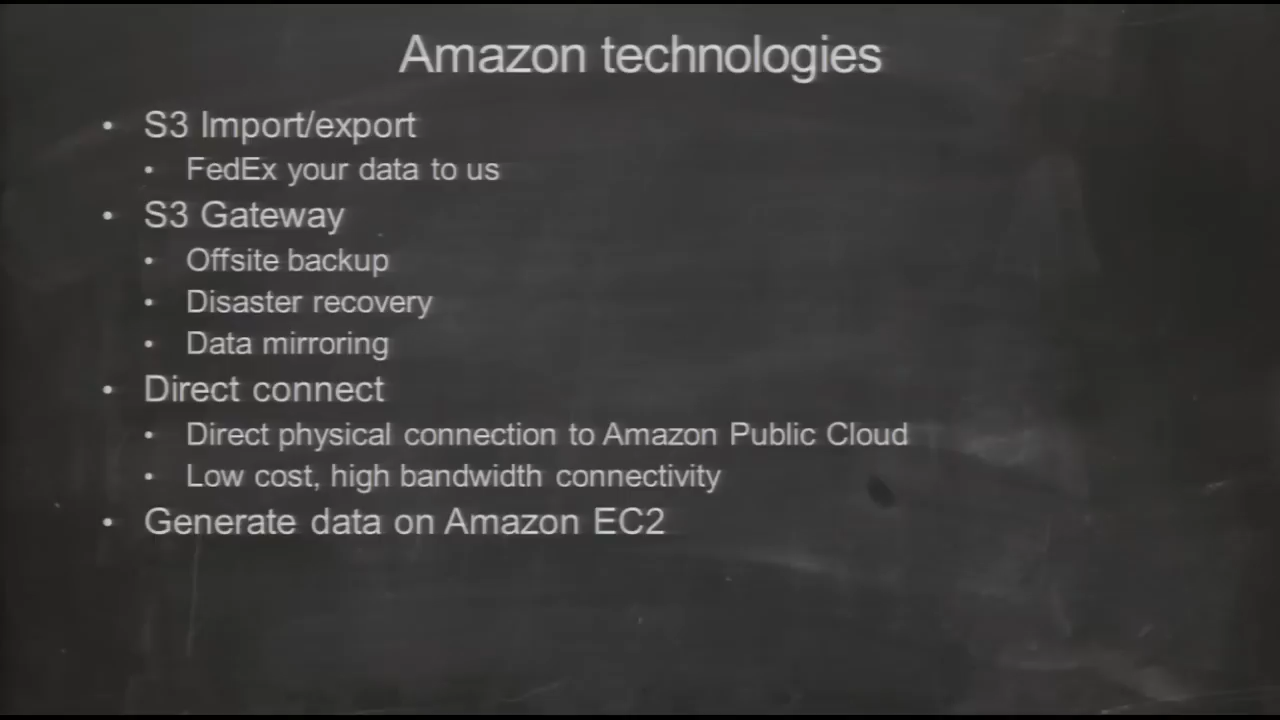 Amazon technologies
• S3 Import/export
• FedEx your data to us
• S3 Gateway
• Offsite backup
• Disaster recovery
• Data mirroring
• Direct connect
• Direct physical connection to Amazon Public Cloud
• Low cost, high bandwidth connectivity
• Generate data on Amazon EC2